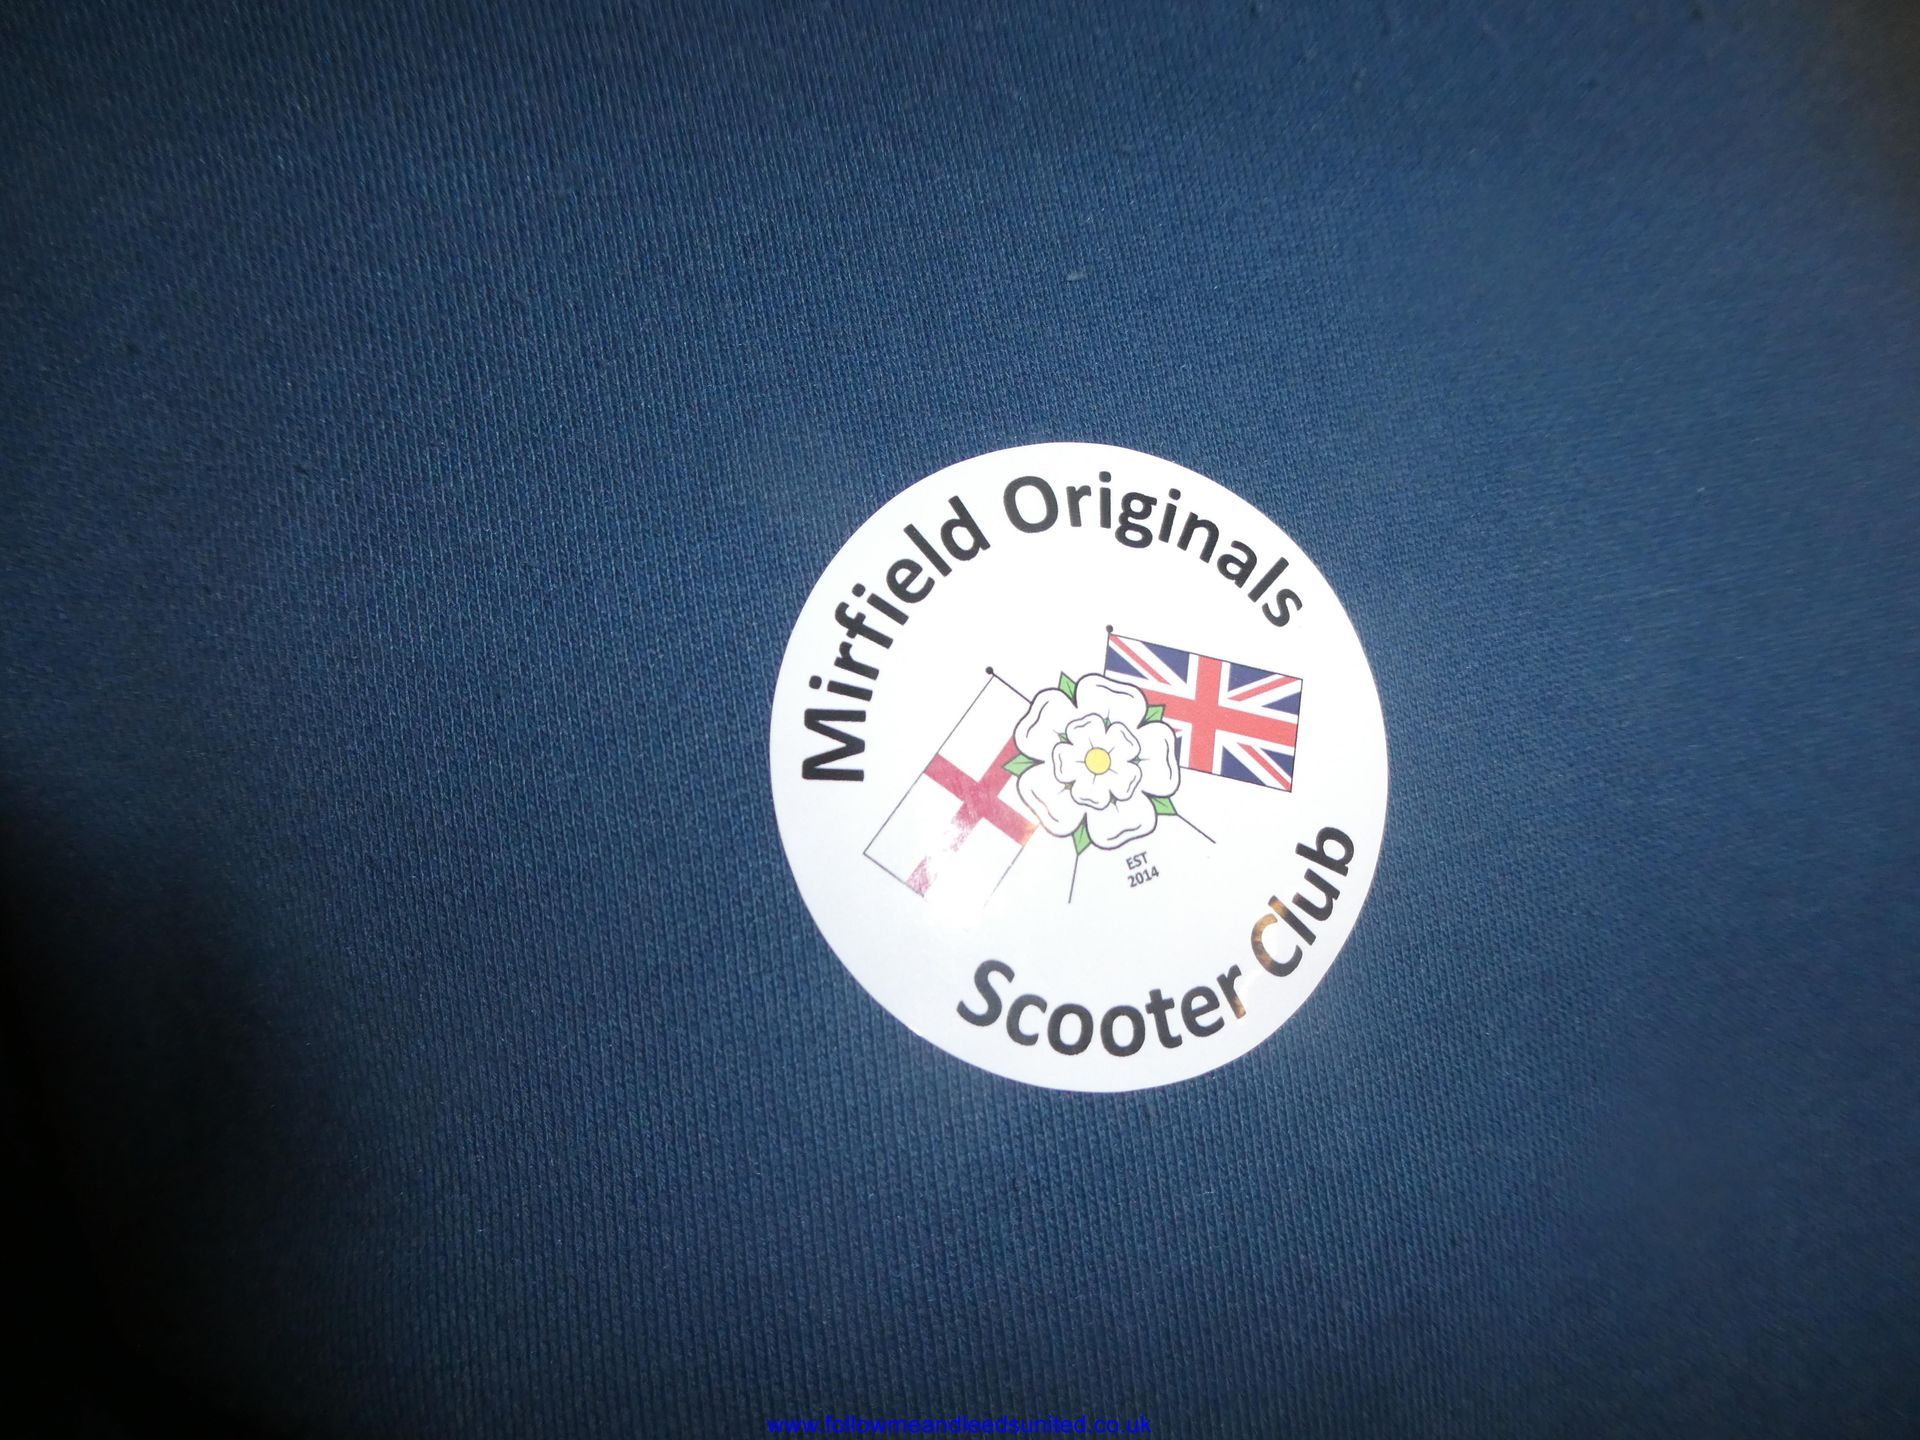 Mirfield Originals
EST
2014
Scooter Club
www.followmeandleedsunited.co.uk